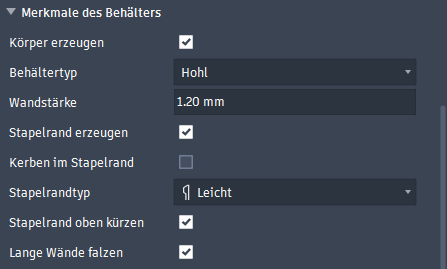 Merkmale des Behälters
Körper erzeugen
Behältertyp Hohl
Wandstärke 1.20 mm
Stapelrand erzeugen
Kerben im Stapelrand
Stapelrandtyp Leicht
Stapelrand oben kürzen
Lange Wände falzen